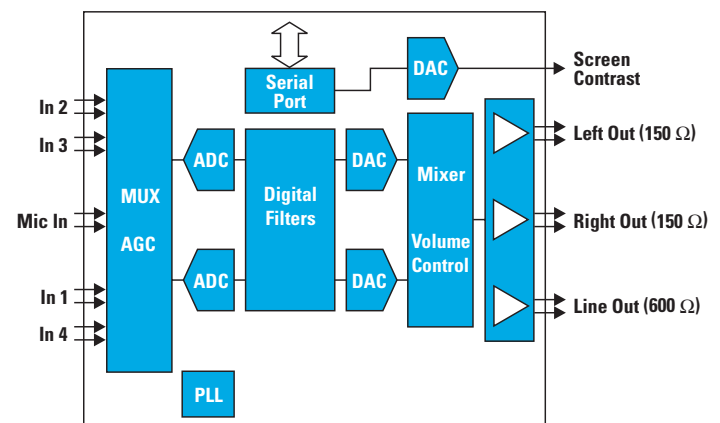 Serial
Port
DAC
Screen
Contrast
In 2
In 3
Mic In
In 1
In 4
MUX
AGC
ADC
ADC
Digital
Filters
DAC
DAC
Mixer
Volume
Control
Left Out (150 Ω)
Right Out (150 Ω)
Line Out (600 Ω)
PLL